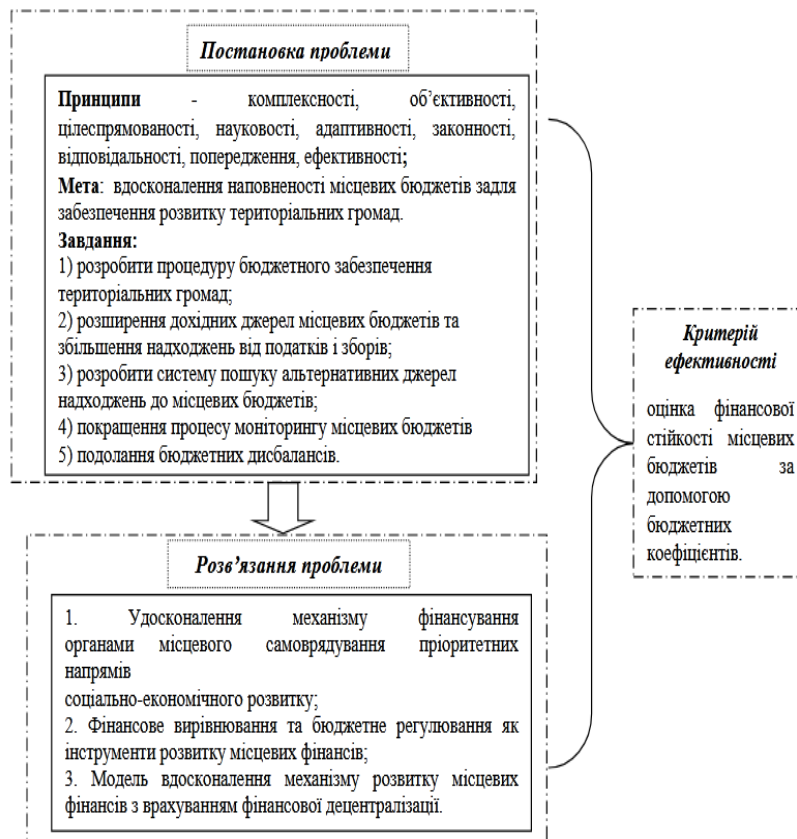 Постановка проблеми
Принципи - комплексності, об’єктивності,
цілеспрямованості, науковості, адаптивності, законності,
відповідальності, попередження, ефективності;
Мета: вдосконалення наповненості місцевих бюджетів задля
забезпечення розвитку територіальних громад.
Завдання:
1) розробити процедуру бюджетного забезпечення
територіальних громад;
2) розширення дохідних джерел місцевих бюджетів та
збільшення надходжень від податків і зборів;
3) розробити систему пошуку альтернативних джерел
надходжень до місцевих бюджетів;
4) покращення процесу моніторингу місцевих бюджетів
5) подолання бюджетних дисбалансів.
Розв’язання проблеми
1. Удосконалення механізму фінансування
органами місцевого самоврядування пріоритетних
напрямів
соціально-економічного розвитку;
2. Фінансове вирівнювання та бюджетне регулювання як
інструменти розвитку місцевих фінансів;
3. Модель вдосконалення механізму розвитку місцевих
фінансів з врахуванням фінансової децентралізації.
Критерій
ефективності
оцінка фінансової
стійкості місцевих
бюджетів за
допомогою
бюджетних
коефіцієнтів.